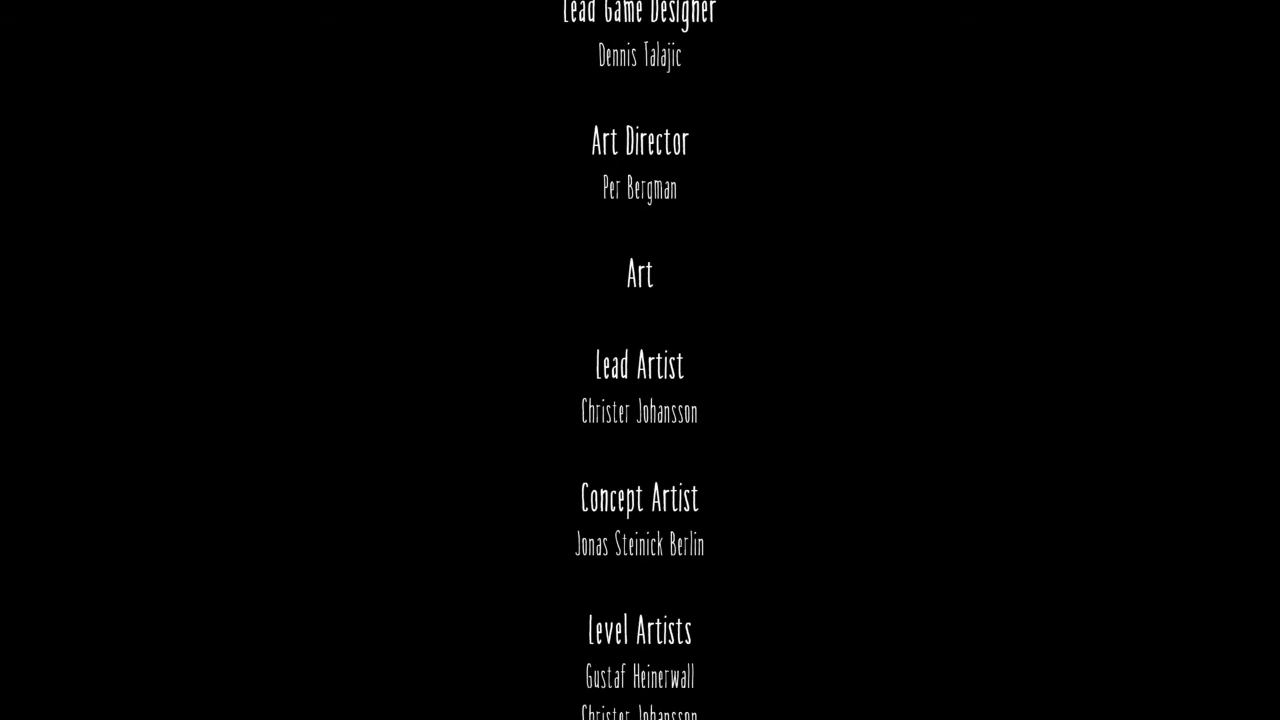 Lead Game Designer
Dennis Talajic
Art Director
Per Bergman
Art
Lead Artist
Christer Johansson
Concept Artist
Jonas Steinick Berlin
Level Artists
Gustaf Heinerwall
Christer Johansson